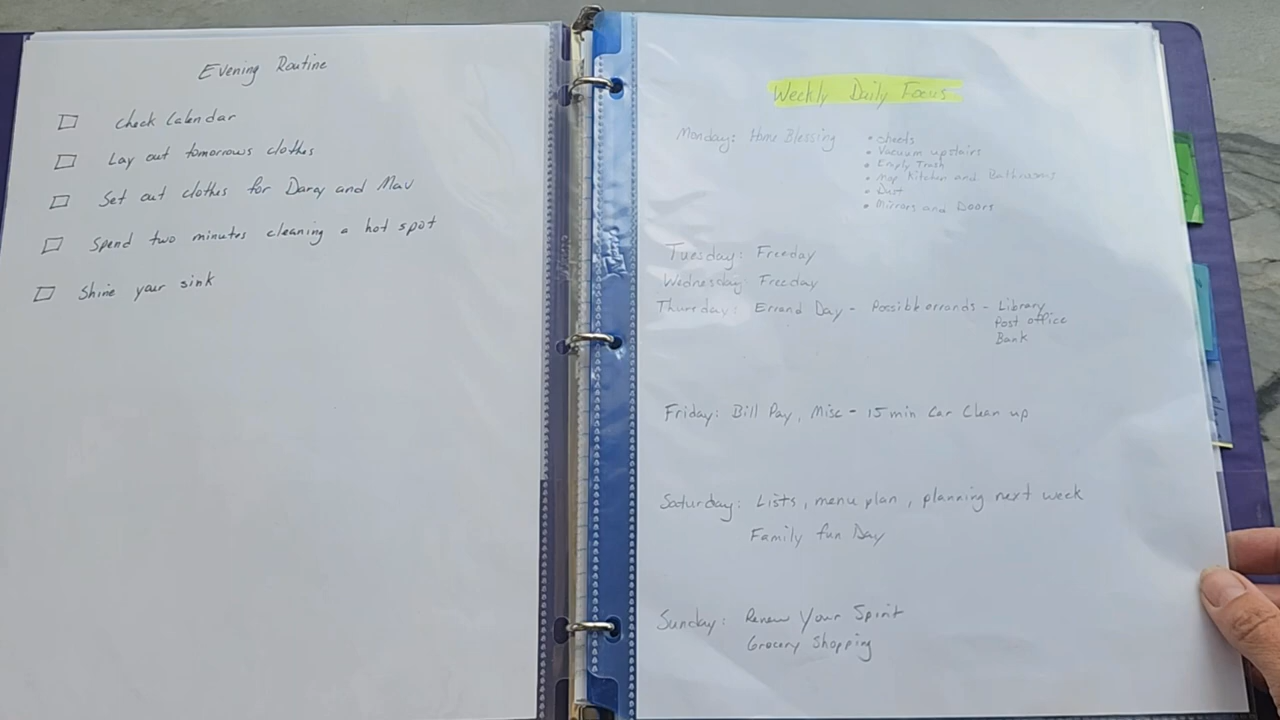 Evening Routine
Check Calendar
Lay out tomorrows clothes
Set out clothes for Darcy and Mav
Spend two minutes cleaning a hot spot
Shine your sink
Weekly Daily Focus
Monday: Home Blessing
• Sheets
• Vacuum upstairs
• Empty Trash
• Mop Kitchen and Bathrooms
• Dust
• Mirrors and Doors
Tuesday: Freeday
Wednesday: Freeday
Thursday: Errand Day - Possible errands - Library
Post office
Bank
Friday: Bill Pay, Misc - 15 min Car Clean up
Saturday: Lists, menu plan, planning next week
Family fun Day
Sunday: Renew Your Spirit
Grocery Shopping